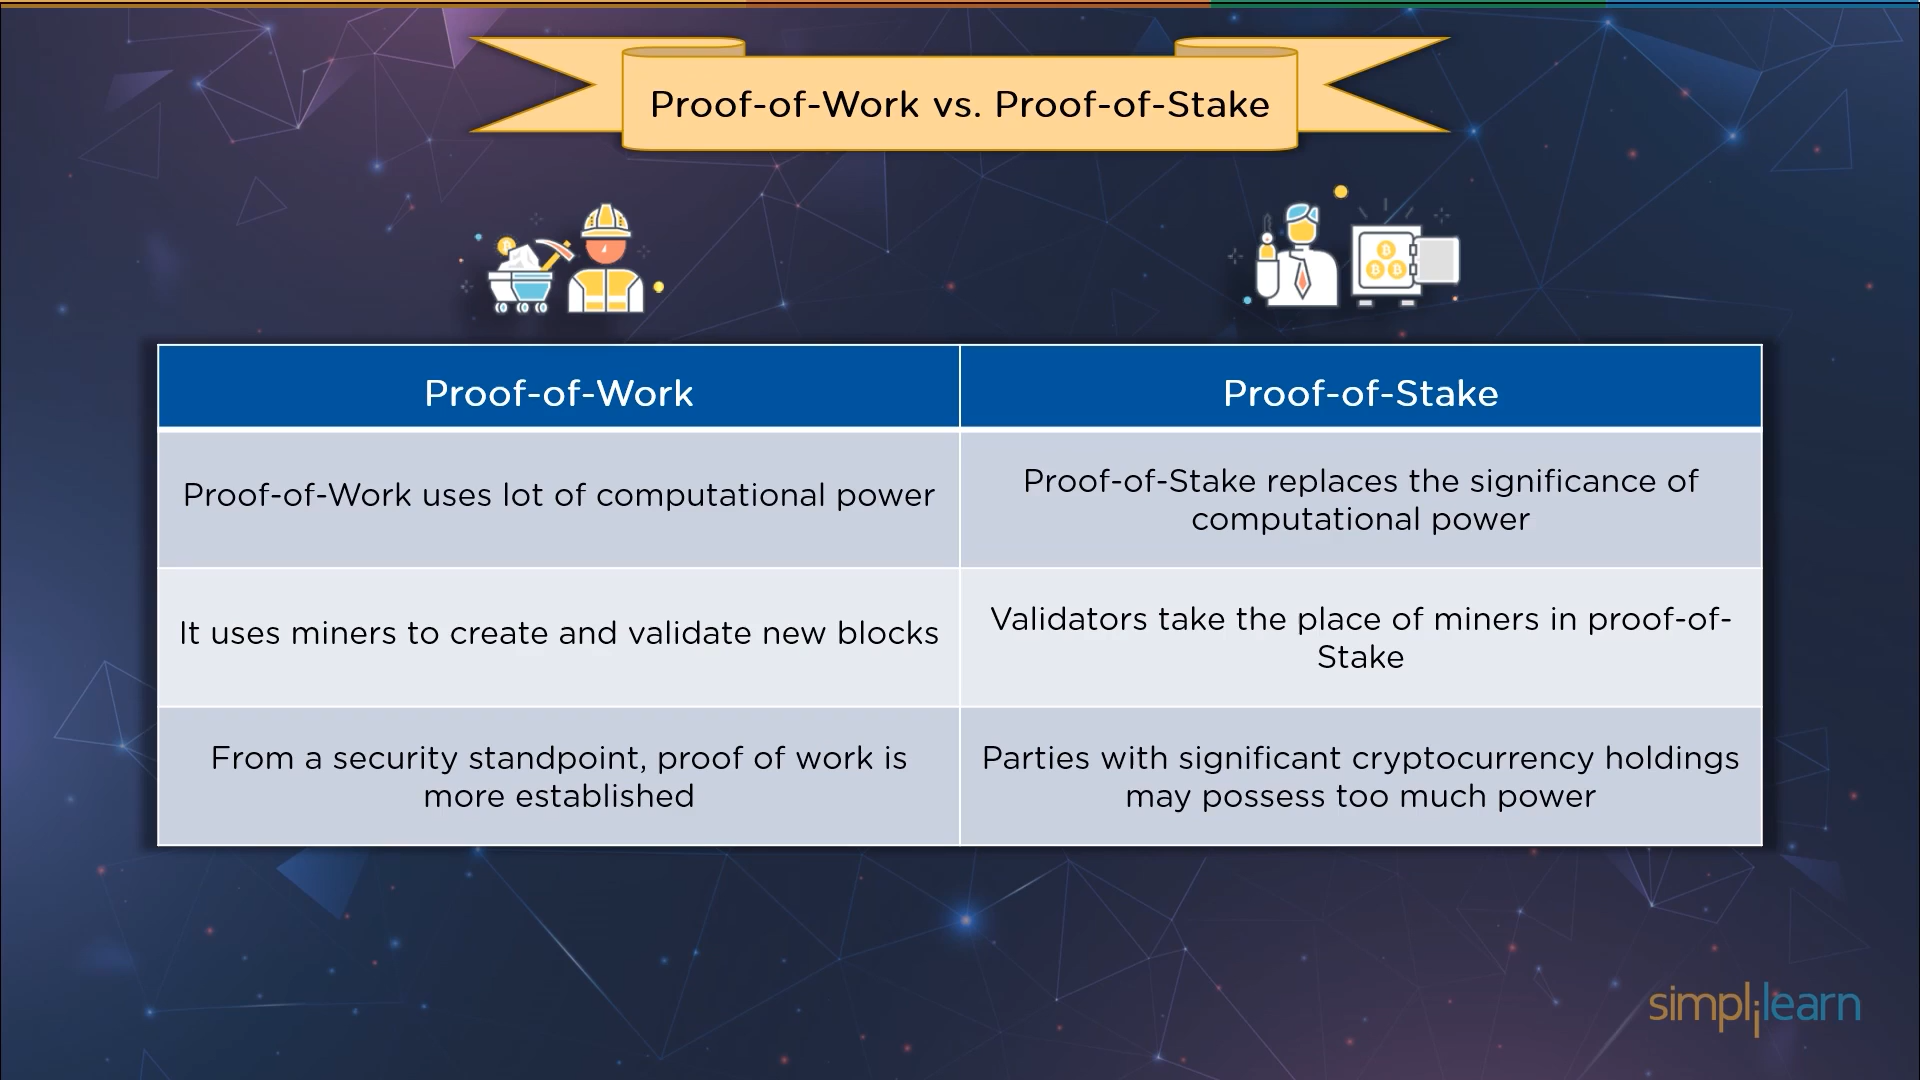 Proof-of-Work vs. Proof-of-Stake
Proof-of-Work
Proof-of-Stake
Proof-of-Work uses lot of computational power
Proof-of-Stake replaces the significance of
computational power
It uses miners to create and validate new blocks
Validators take the place of miners in proof-of-
Stake
From a security standpoint, proof of work is
more established
Parties with significant cryptocurrency holdings
may possess too much power
simplilearn